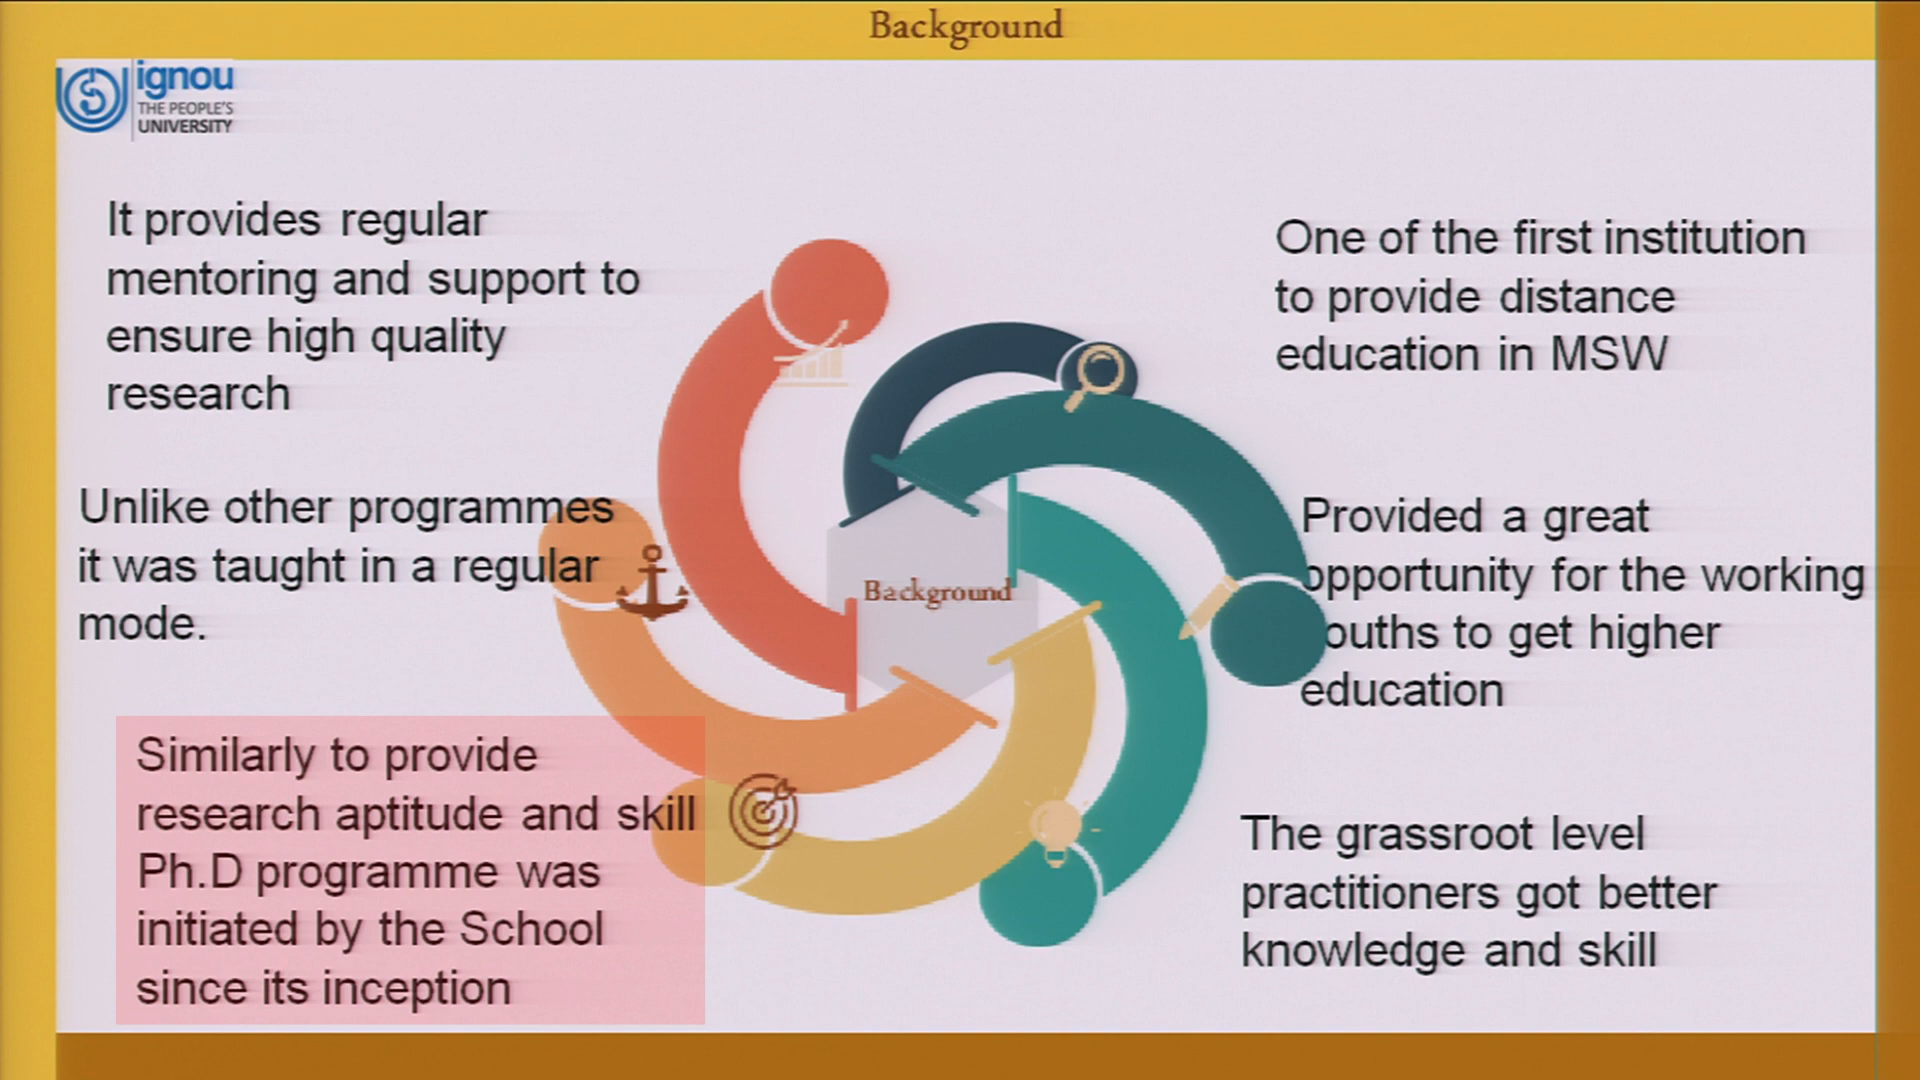 Background
ignou
THE PEOPLE'S
UNIVERSITY
It provides regular
mentoring and support to
ensure high quality
research
Unlike other programmes
it was taught in a regular
mode.
Similarly to provide
research aptitude and skill
Ph.D programme was
initiated by the School
since its inception
Background
One of the first institution
to provide distance
education in MSW
Provided a great
opportunity for the working
ouths to get higher
education
The grassroot level
practitioners got better
knowledge and skill